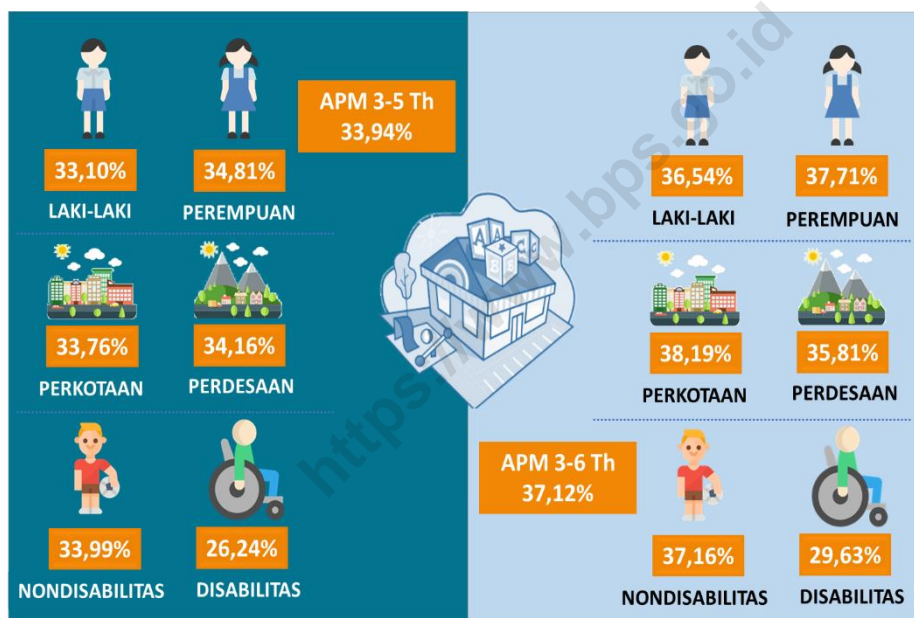 APM 3-5 Th
33,94%
33,10%
34,81%
LAKI-LAKI
PEREMPUAN
33,76%
34,16%
PERKOTAAN
PERDESAAN
33,99%
26,24%
NONDISABILITAS
DISABILITAS
36,54%
37,71%
LAKI-LAKI
PEREMPUAN
38,19%
35,81%
PERKOTAAN
PERDESAAN
APM 3-6 Th
37,12%
37,16%
29,63%
NONDISABILITAS
DISABILITAS
https://www.bps.go.id